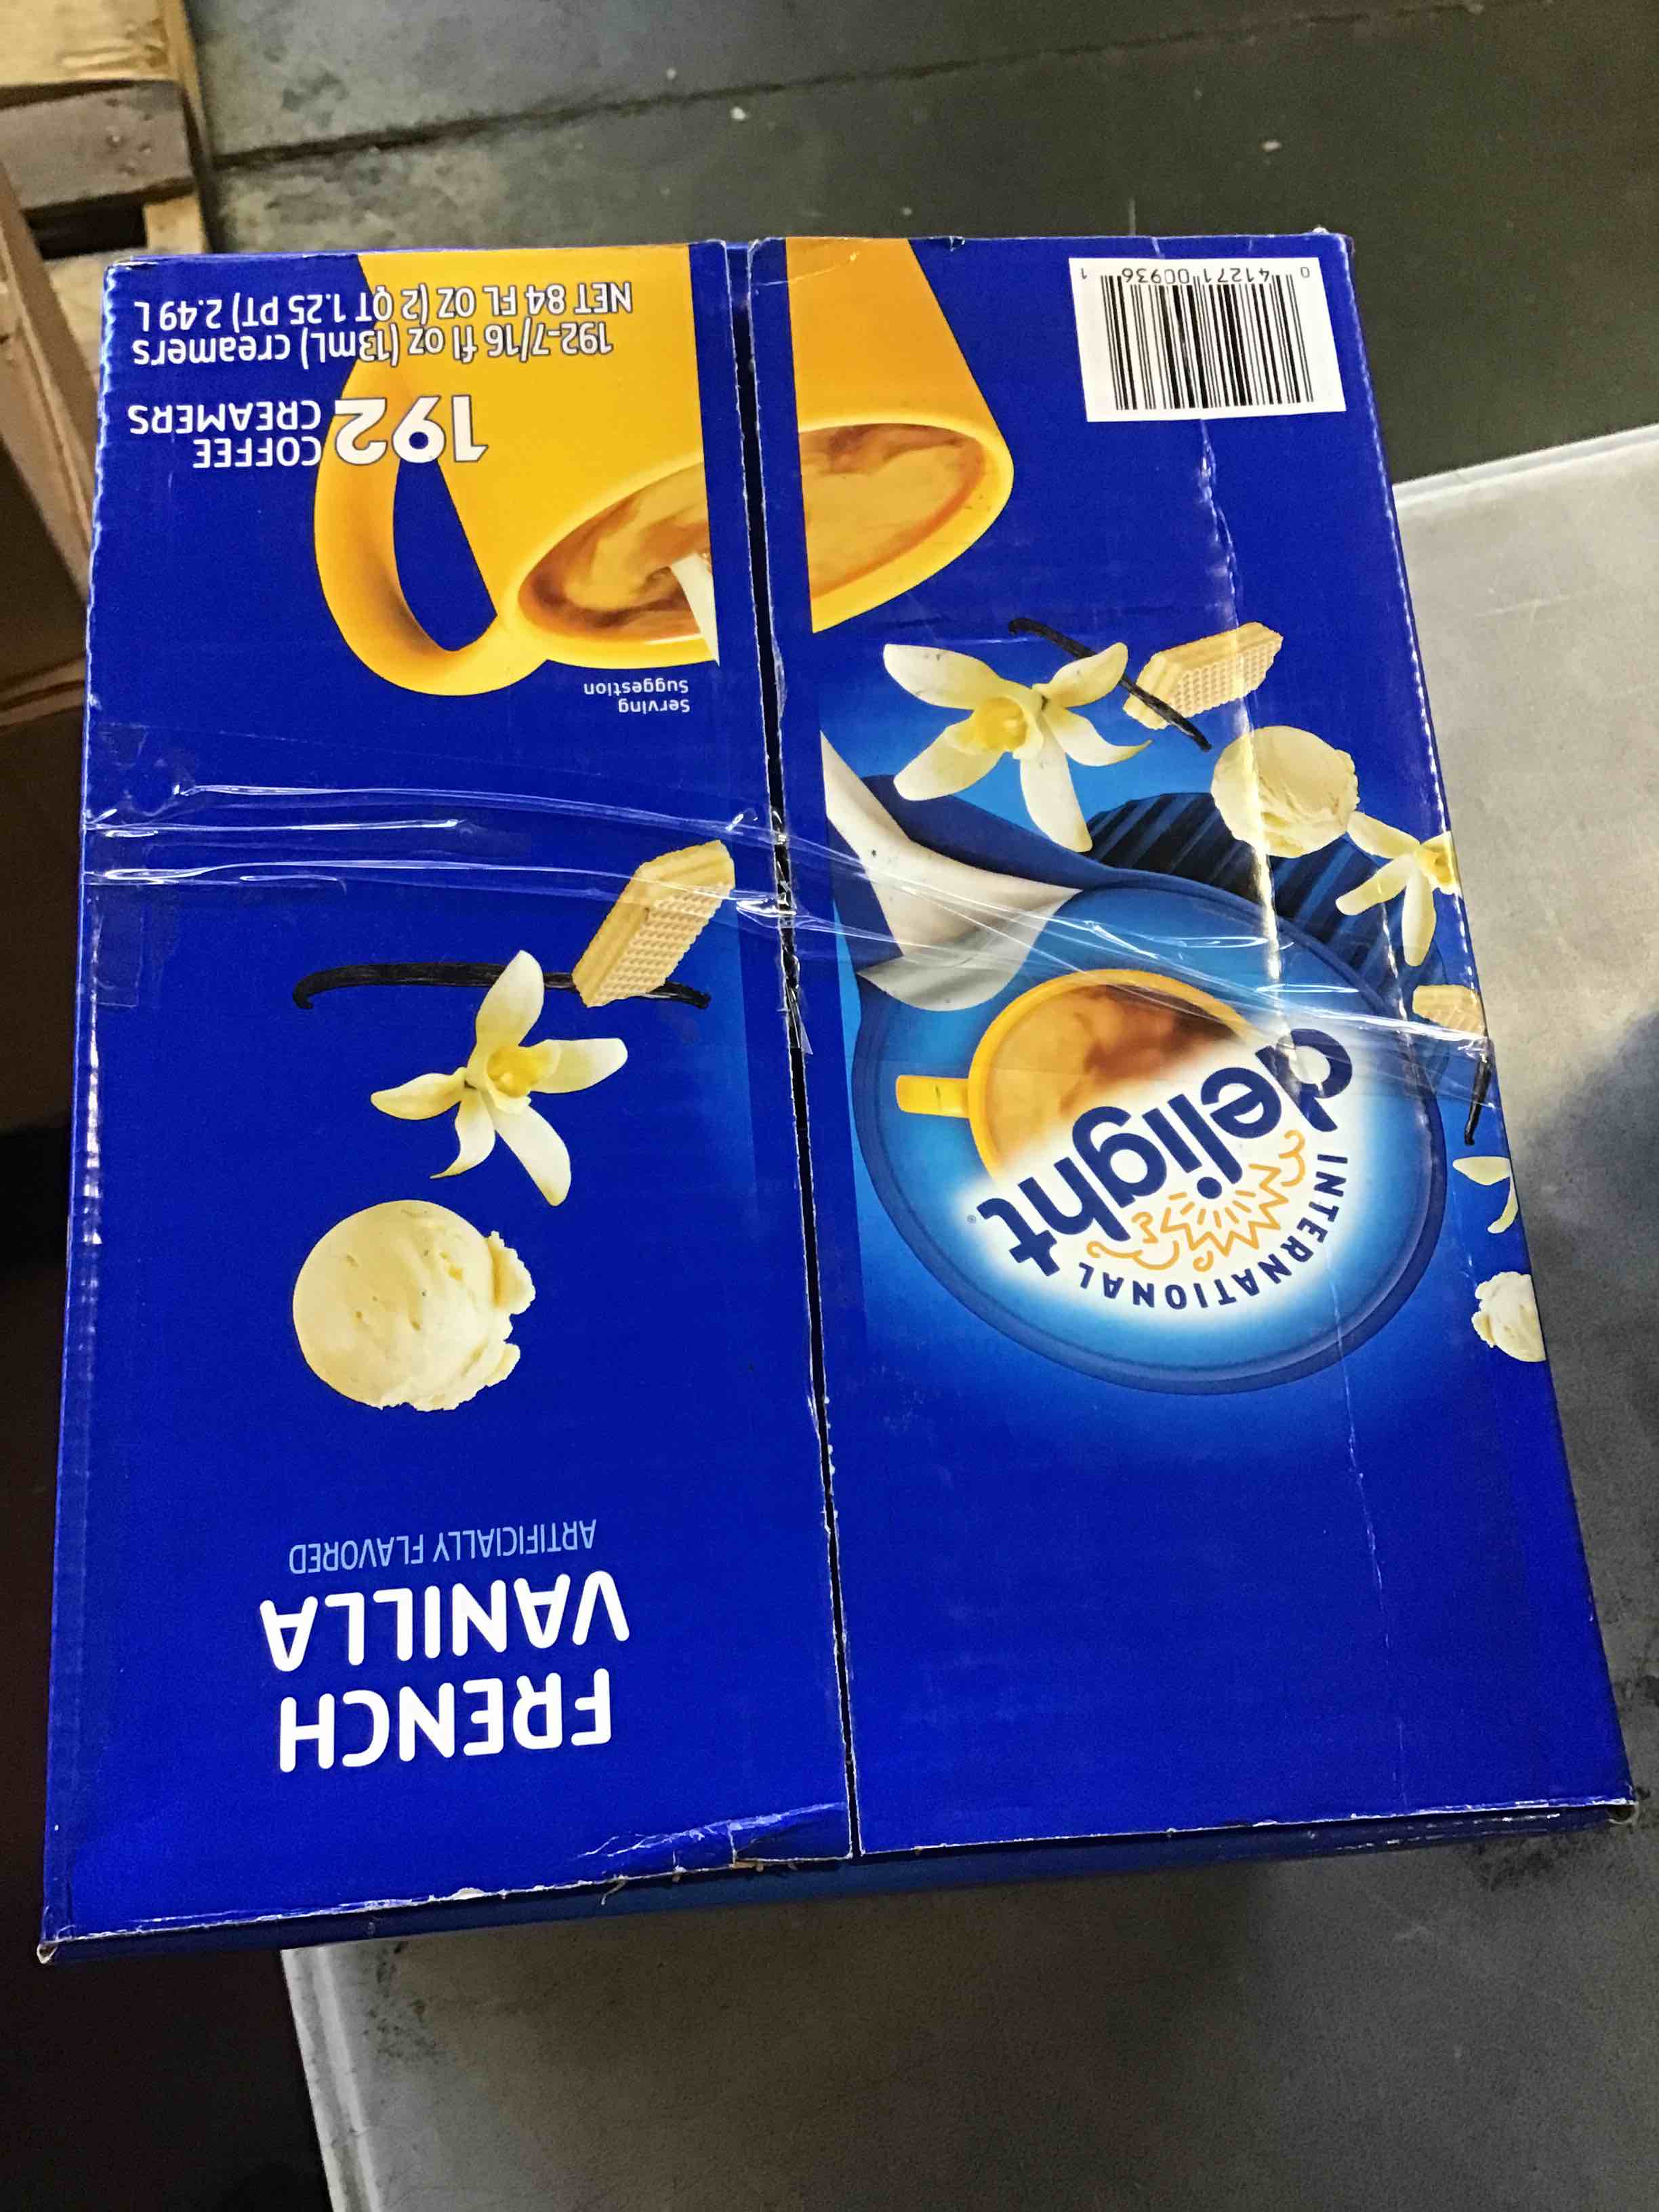 INTERNATIONAL
delight®
FRENCH
VANILLA
ARTIFICIALLY FLAVORED
Serving
Suggestion
192 COFFEE
CREAMERS
192-7/16 fl oz (13mL) creamers
NET 84 FL OZ (2 QT 1.25 PT) 2.49 L
0 41271 00936 1